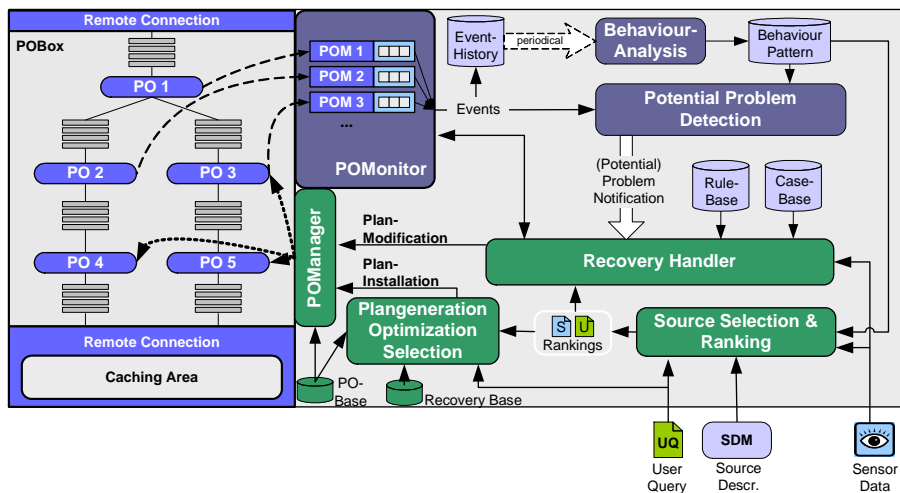 Remote Connection
POBox
PO 1
PO 2
PO 3
PO 4
PO 5
Remote Connection
Caching Area
POM 1
POM 2
POM 3
...
POMonitor
Event-
History
periodical
Behaviour-
Analysis
Behaviour
Pattern
Events
Potential Problem
Detection
(Potential)
Problem
Notification
Rule-
Base
Case-
Base
POManager
Plan-
Modification
Recovery Handler
Plan-
Installation
Plangeneration
Optimization
Selection
S
U
Rankings
Source Selection &
Ranking
PO-
Base
Recovery Base
UQ
User
Query
SDM
Source
Descr.
Sensor
Data